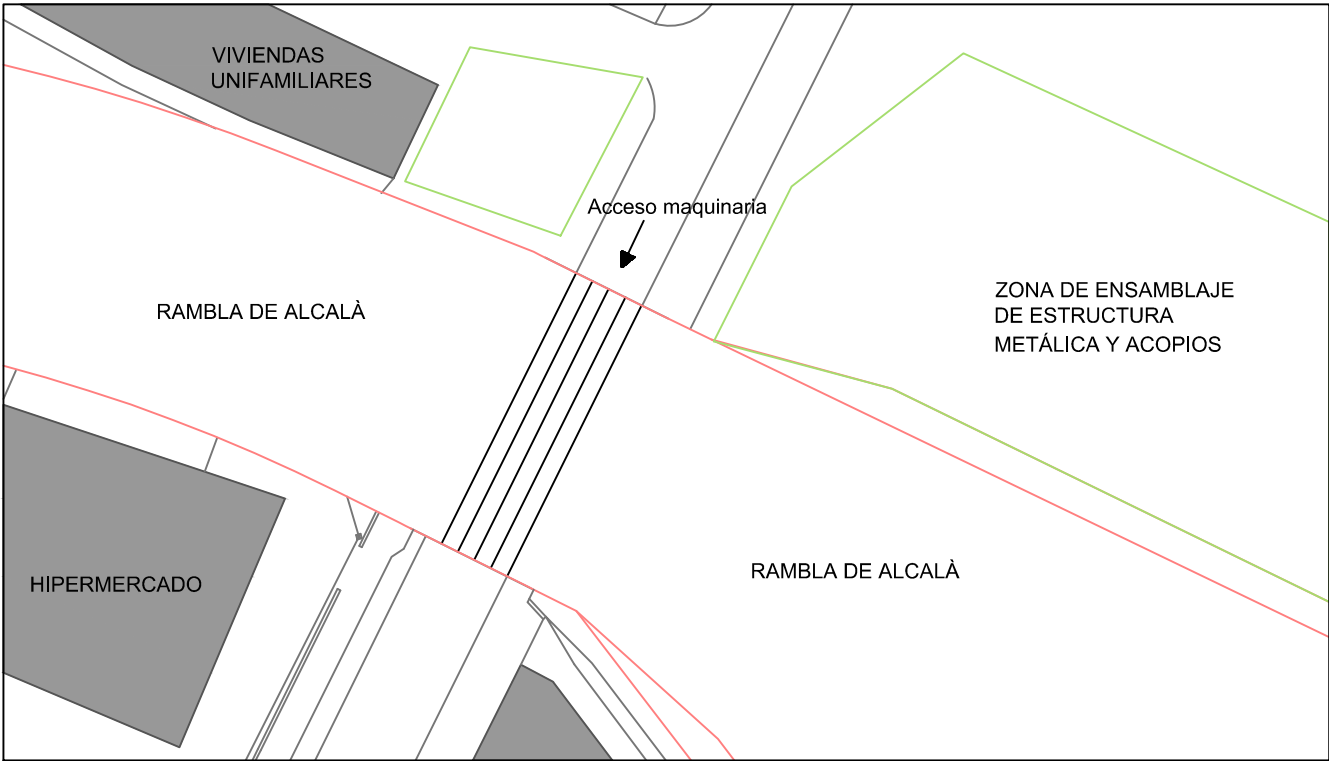 VIVIENDAS
UNIFAMILIARES
Acceso maquinaria
RAMBLA DE ALCALÀ
ZONA DE ENSAMBLAJE
DE ESTRUCTURA
METÁLICA Y ACOPIOS
HIPERMERCADO
RAMBLA DE ALCALÀ